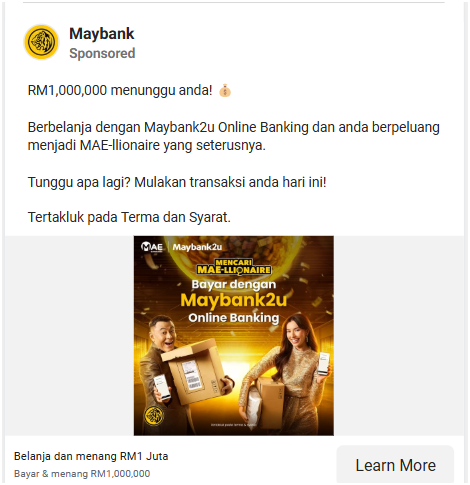 Maybank
Sponsored
RM1,000,000 menunggu anda! 💰
Berbelanja dengan Maybank2u Online Banking dan anda berpeluang
menjadi MAE-llionaire yang seterusnya.
Tunggu apa lagi? Mulakan transaksi anda hari ini!
Tertakluk pada Terma dan Syarat.
MAE | Maybank2u
MENCARI
MAE-LLIONAIRE
Bayar dengan
Maybank2u
Online Banking
Belanja dan menang RM1 Juta
Bayar & menang RM1,000,000
Learn More